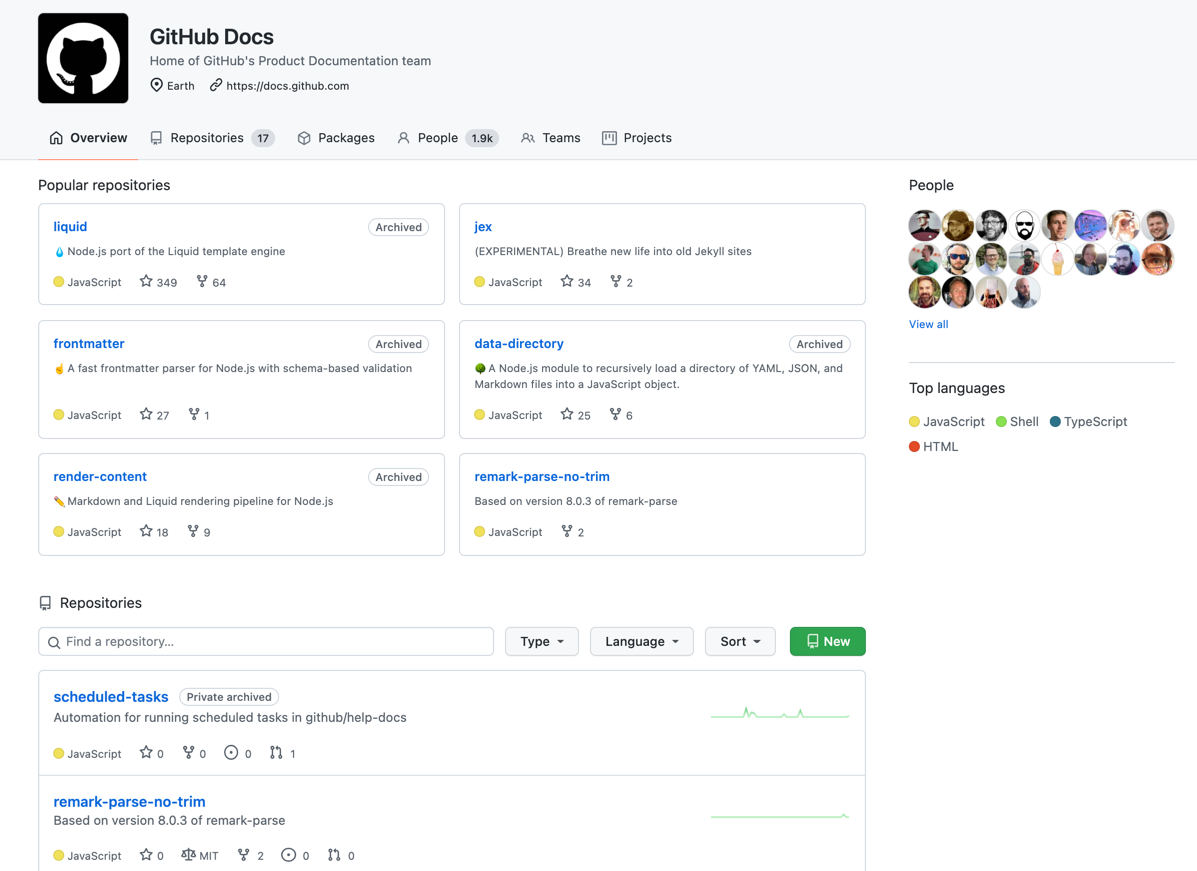 GitHub Docs
Home of GitHub's Product Documentation team
Earth https://docs.github.com
Overview Repositories 17 Packages People 1.9k Teams Projects
Popular repositories
liquid Archived
💧 Node.js port of the Liquid template engine
JavaScript 349 64
jex
(EXPERIMENTAL) Breathe new life into old Jekyll sites
JavaScript 34 2
frontmatter Archived
☝ A fast frontmatter parser for Node.js with schema-based validation
JavaScript 27 1
data-directory Archived
🌳 A Node.js module to recursively load a directory of YAML, JSON, and
Markdown files into a JavaScript object.
JavaScript 25 6
render-content Archived
✏️ Markdown and Liquid rendering pipeline for Node.js
JavaScript 18 9
remark-parse-no-trim
Based on version 8.0.3 of remark-parse
JavaScript 2
Repositories
Find a repository...
Type Language Sort New
scheduled-tasks Private archived
Automation for running scheduled tasks in github/help-docs
JavaScript 0 0 0 1
remark-parse-no-trim
Based on version 8.0.3 of remark-parse
JavaScript 0 MIT 2 0 0
People
View all
Top languages
JavaScript Shell TypeScript
HTML